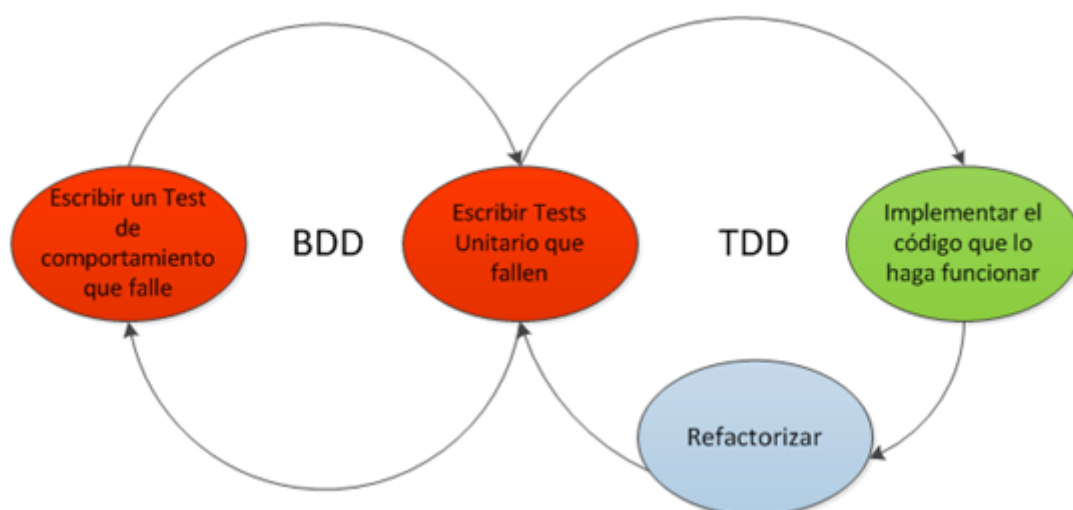 Escribir un Test
de
comportamiento
que falle
BDD
Escribir Tests
Unitario que
fallen
TDD
Implementar el
código que lo
haga funcionar
Refactorizar